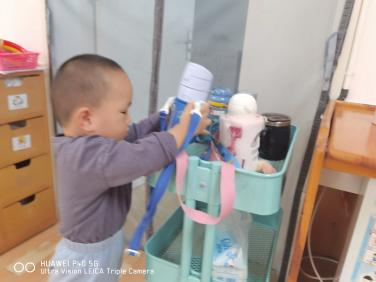 HUAWEI P40 5G
Ultra Vision LEICA Triple Camera